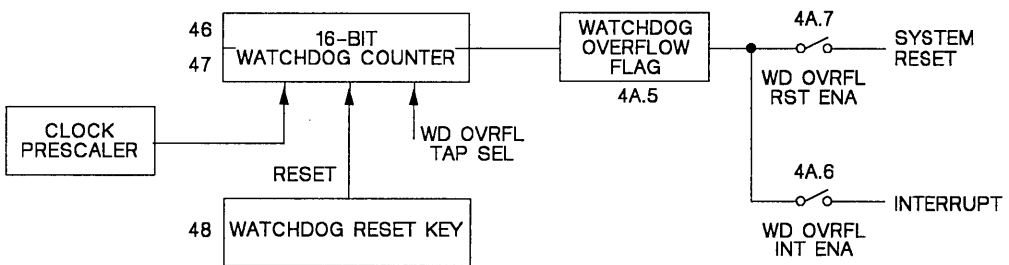 46
47
16-BIT
WATCHDOG COUNTER
WATCHDOG
OVERFLOW
FLAG
4A.5
4A.7
SYSTEM
RESET
WD OVRFL
RST ENA
CLOCK
PRESCALER
WD OVRFL
TAP SEL
RESET
4A.6
INTERRUPT
WD OVRFL
INT ENA
48
WATCHDOG RESET KEY